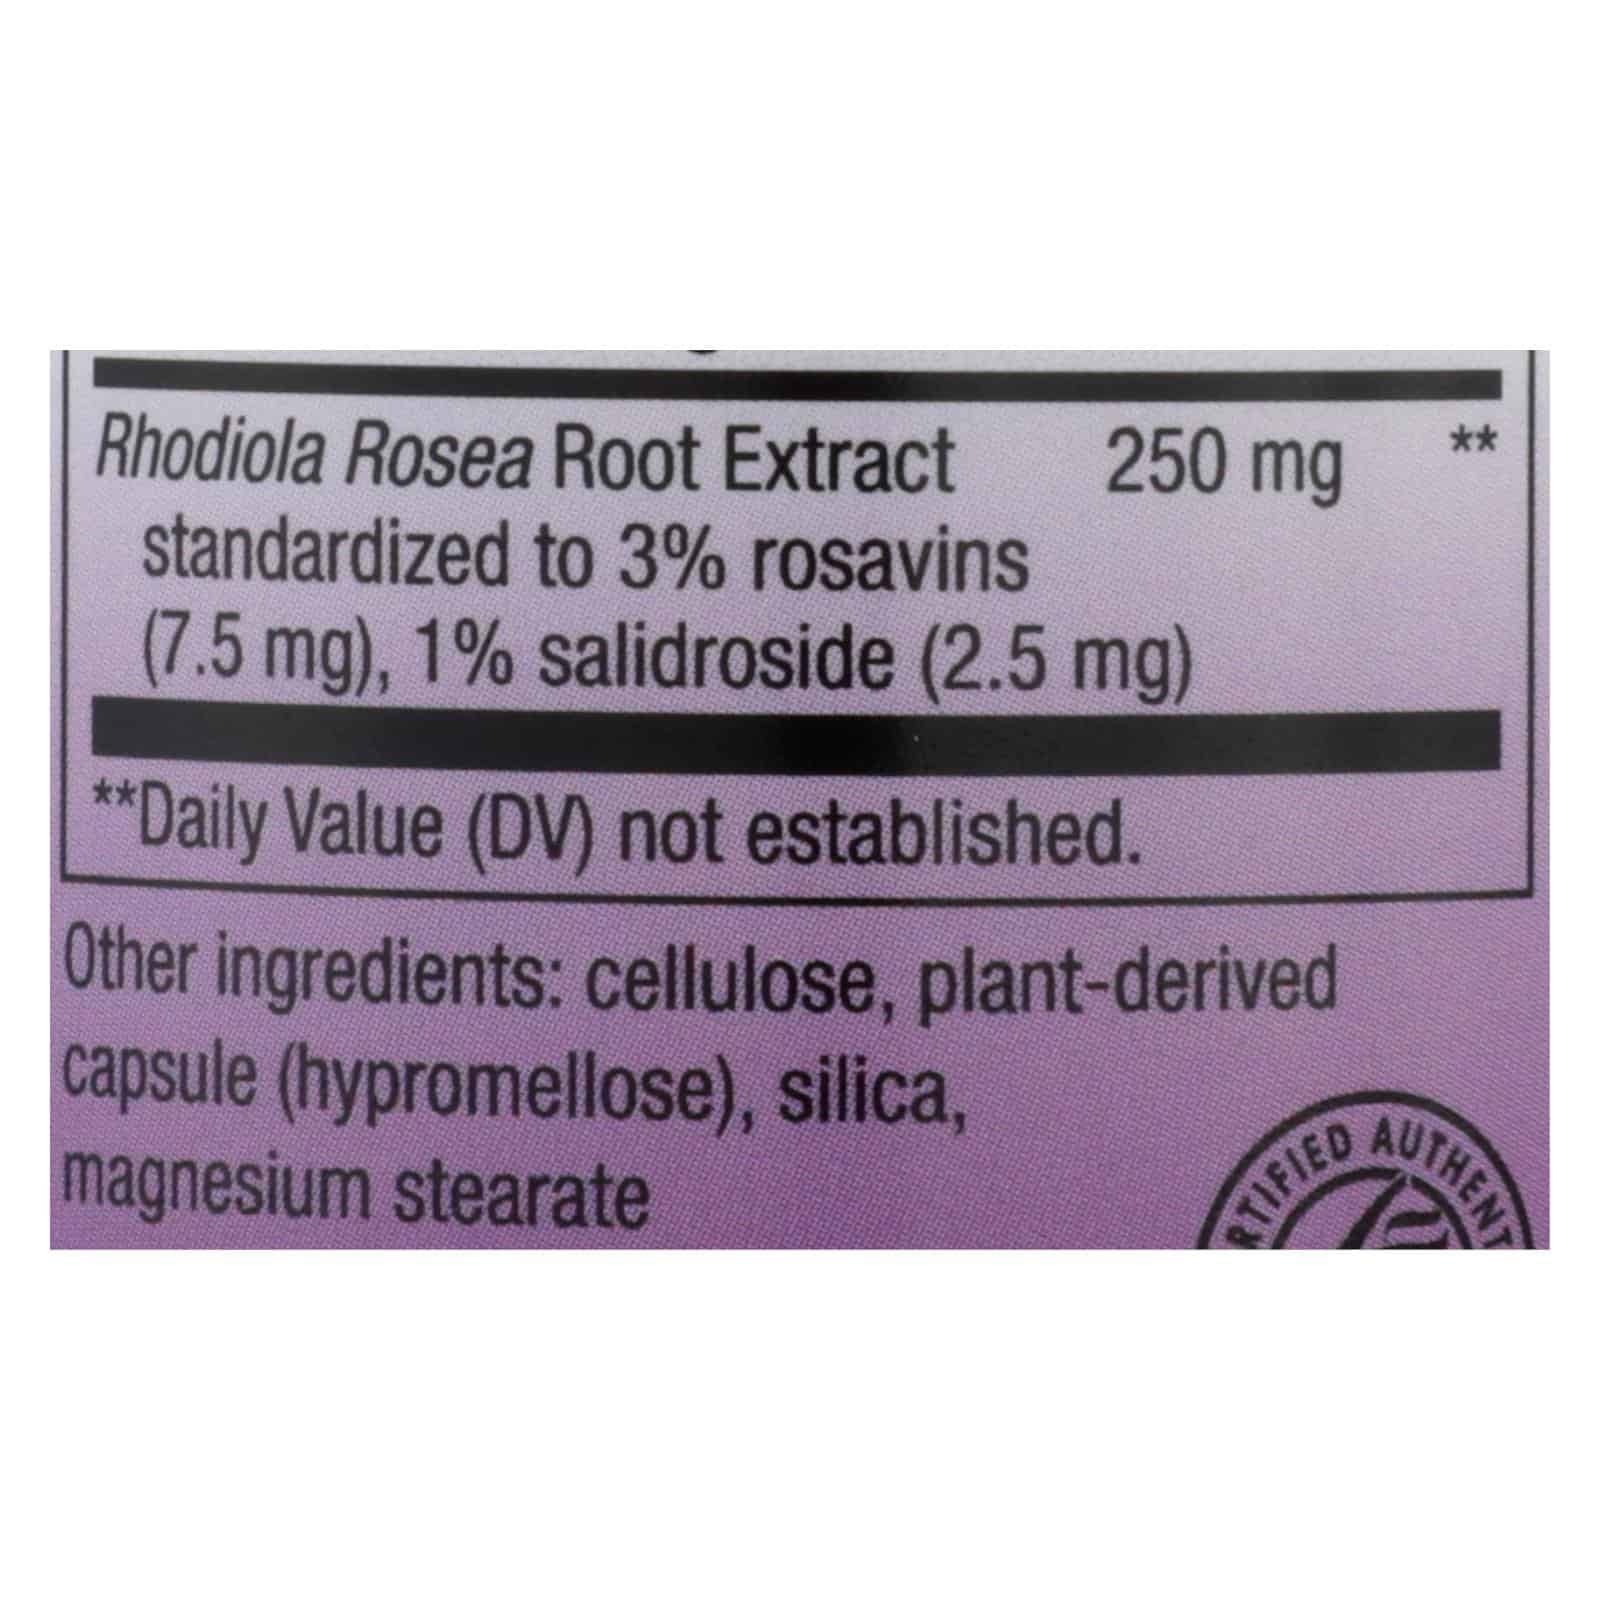 Rhodiola Rosea Root Extract 250 mg **
standardized to 3% rosavins
(7.5 mg), 1% salidroside (2.5 mg)
**Daily Value (DV) not established.
Other ingredients: cellulose, plant-derived
capsule (hypromellose), silica,
magnesium stearate